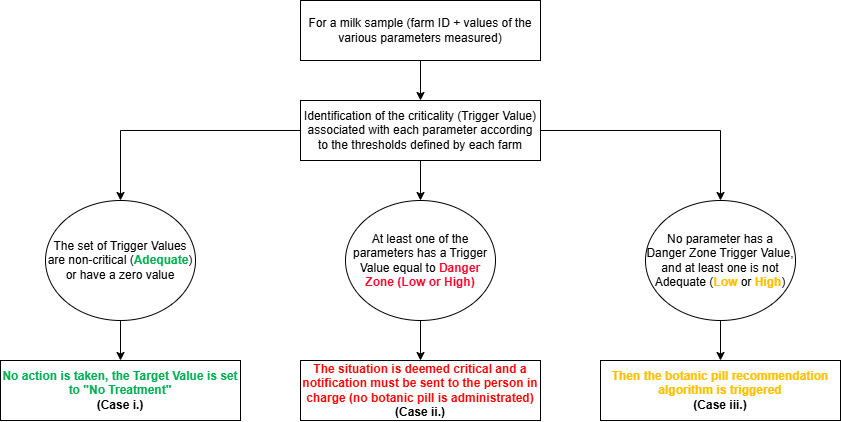 For a milk sample (farm ID + values of the
various parameters measured)
Identification of the criticality (Trigger Value)
associated with each parameter according
to the thresholds defined by each farm
The set of Trigger Values
are non-critical (Adequate)
or have a zero value
At least one of the
parameters has a Trigger
Value equal to Danger
Zone (Low or High)
No parameter has a
Danger Zone Trigger Value,
and at least one is not
Adequate (Low or High)
No action is taken, the Target Value is set
to "No Treatment"
(Case i.)
The situation is deemed critical and a
notification must be sent to the person in
charge (no botanic pill is administrated)
(Case ii.)
Then the botanic pill recommendation
algorithm is triggered
(Case iii.)